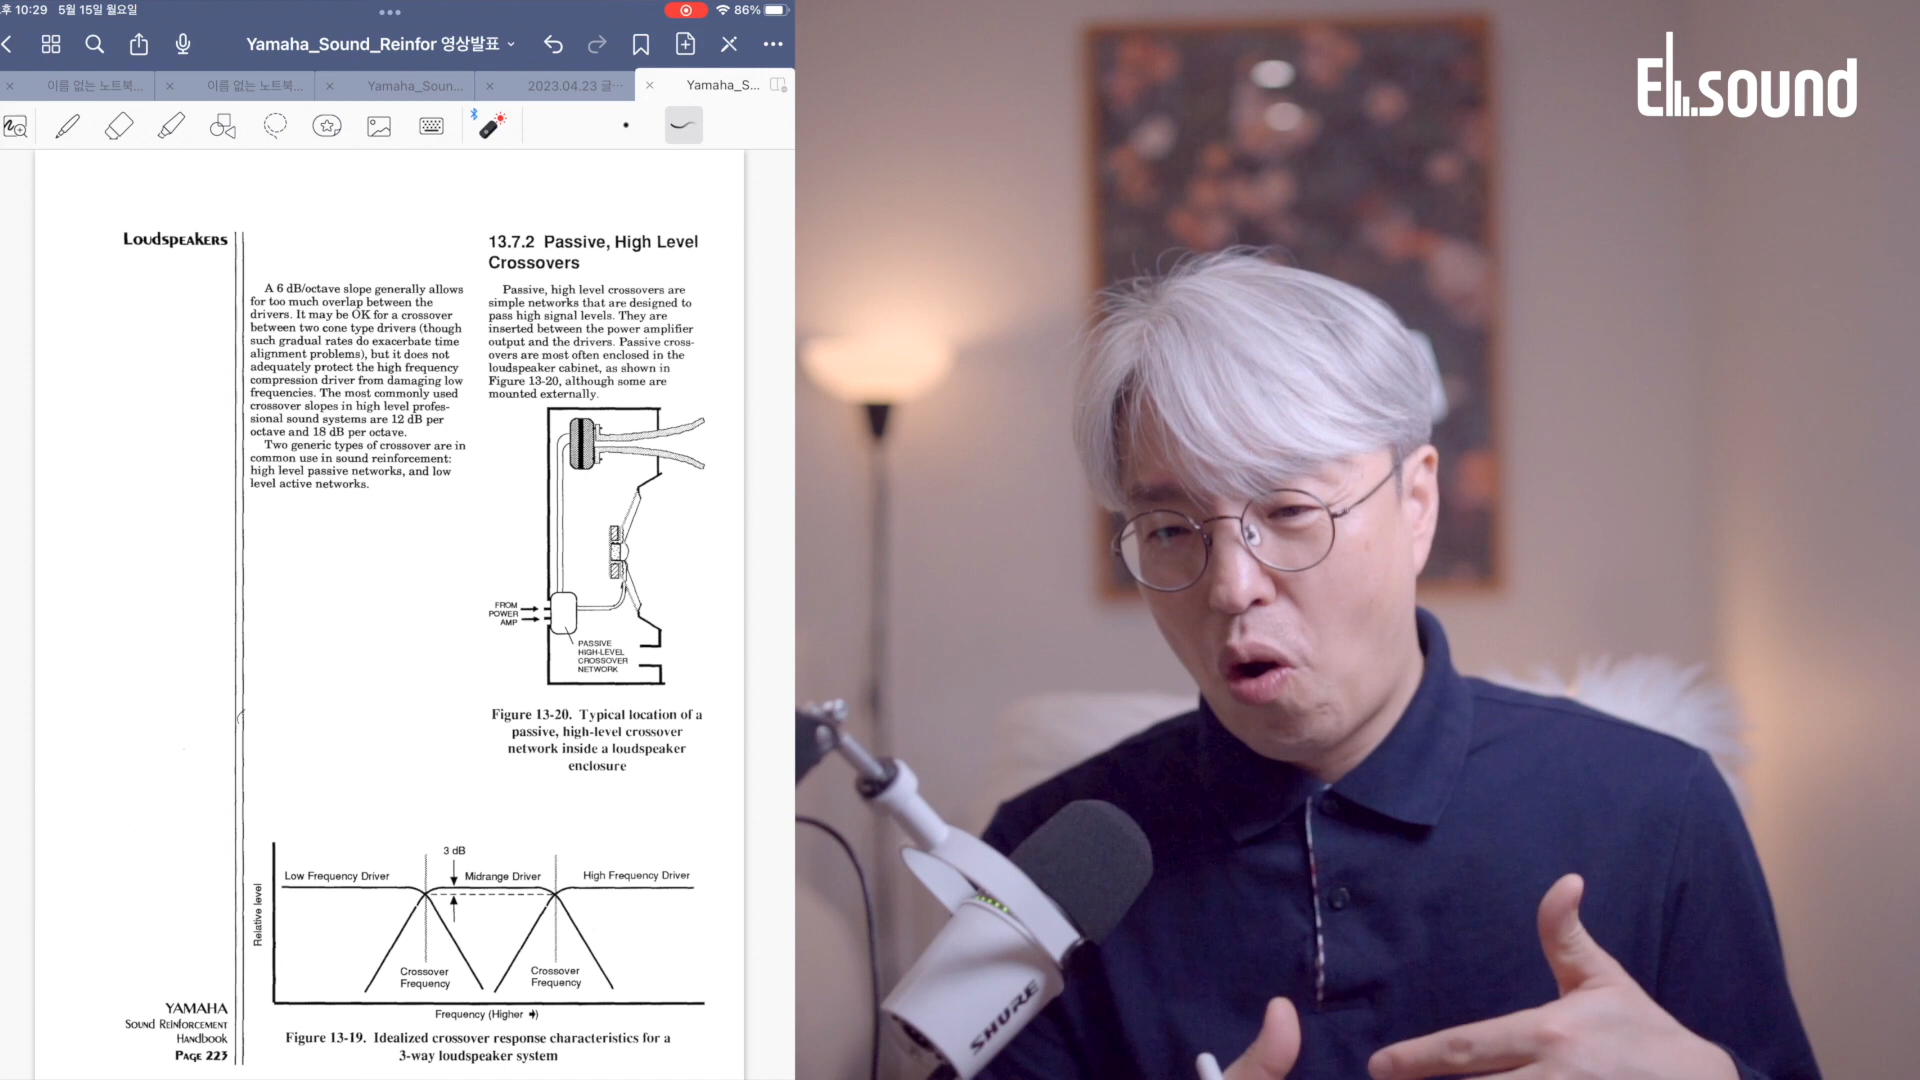 후 10:29 5월 15일 월요일
86%
Yamaha_Sound_Reinfor 영상발표
이름 없는 노트북...
이름 없는 노트북...
Yamaha_Soun...
2023.04.23 글...
Yamaha_S...
Loudspeakers
A 6 dB/octave slope generally allows
for too much overlap between the
drivers. It may be OK for a crossover
between two cone type drivers (though
such gradual rates do exacerbate time
alignment problems), but it does not
adequately protect the high frequency
compression driver from damaging low
frequencies. The most commonly used
crossover slopes in high level profes-
sional sound systems are 12 dB per
octave and 18 dB per octave.
Two generic types of crossover are in
common use in sound reinforcement:
high level passive networks, and low
level active networks.
13.7.2 Passive, High Level
Crossovers
Passive, high level crossovers are
simple networks that are designed to
pass high signal levels. They are
inserted between the power amplifier
output and the drivers. Passive cross-
overs are most often enclosed in the
loudspeaker cabinet, as shown in
Figure 13-20, although some are
mounted externally.
FROM
POWER
AMP
PASSIVE
HIGH-LEVEL
CROSSOVER
NETWORK
Figure 13-20. Typical location of a
passive, high-level crossover
network inside a loudspeaker
enclosure
3 dB
Low Frequency Driver
Midrange Driver
High Frequency Driver
Relative level
Crossover
Frequency
Crossover
Frequency
Frequency (Higher →)
Figure 13-19. Idealized crossover response characteristics for a
3-way loudspeaker system
YAMAHA
Sound Reinforcement
Handbook
Page 223
El.sound
SHURE